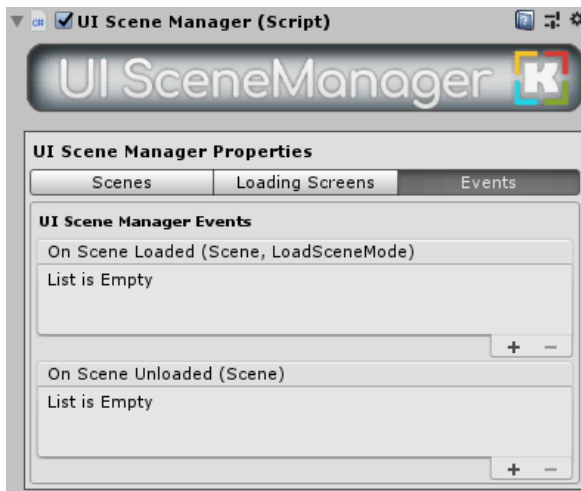 UI Scene Manager (Script)
UI SceneManager K
UI Scene Manager Properties
Scenes Loading Screens Events
UI Scene Manager Events
On Scene Loaded (Scene, LoadSceneMode)
List is Empty
+ −
On Scene Unloaded (Scene)
List is Empty
+ −